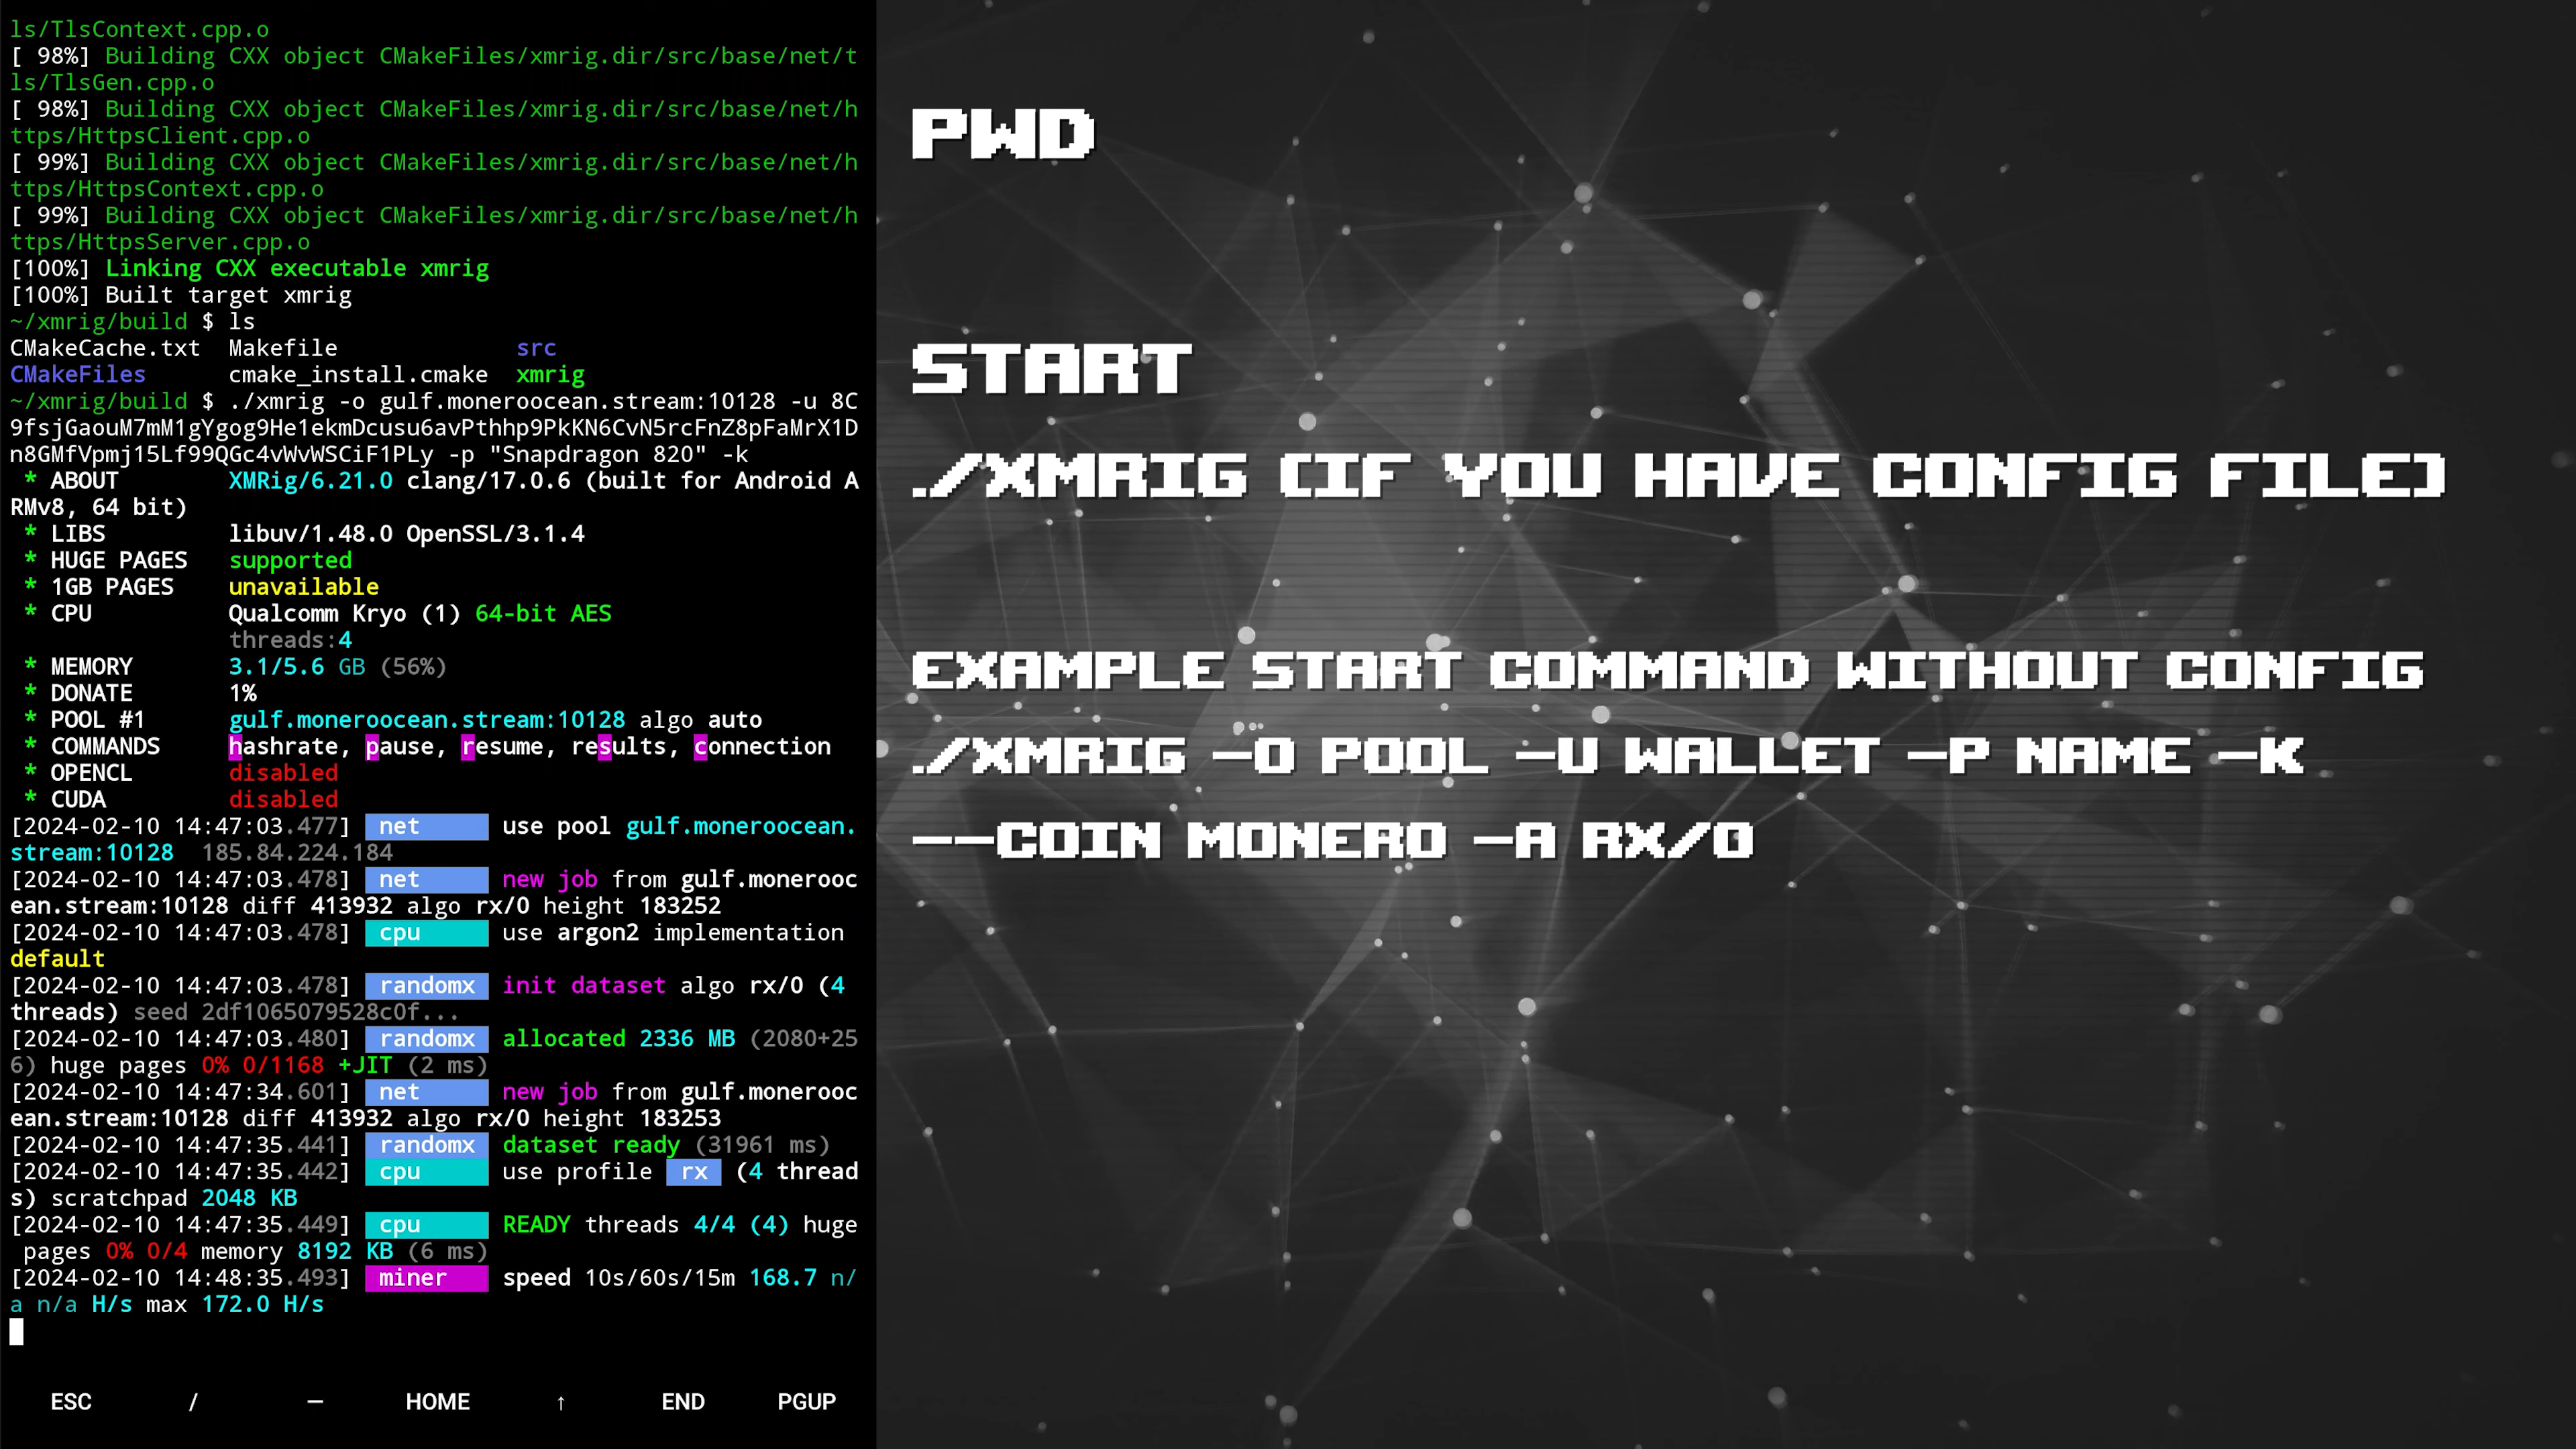 ls/TlsContext.cpp.o
[ 98%] Building CXX object CMakeFiles/xmrig.dir/src/base/net/t
ls/TlsGen.cpp.o
[ 98%] Building CXX object CMakeFiles/xmrig.dir/src/base/net/h
ttps/HttpsClient.cpp.o
[ 99%] Building CXX object CMakeFiles/xmrig.dir/src/base/net/h
ttps/HttpsContext.cpp.o
[ 99%] Building CXX object CMakeFiles/xmrig.dir/src/base/net/h
ttps/HttpsServer.cpp.o
[100%] Linking CXX executable xmrig
[100%] Built target xmrig
~/xmrig/build $ ls
CMakeCache.txt  Makefile             src
CMakeFiles      cmake_install.cmake  xmrig
~/xmrig/build $ ./xmrig -o gulf.moneroocean.stream:10128 -u 8C
9fsjGaouM7mM1gYgog9He1ekmDcusu6avPthhp9PkKN6CvN5rcFnZ8pFaMrX1D
n8GMfVpmj15Lf99QGc4vWvWSCiF1PLy -p "Snapdragon 820" -k
 * ABOUT        XMRig/6.21.0 clang/17.0.6 (built for Android A
RMv8, 64 bit)
 * LIBS         libuv/1.48.0 OpenSSL/3.1.4
 * HUGE PAGES   supported
 * 1GB PAGES    unavailable
 * CPU          Qualcomm Kryo (1) 64-bit AES
                threads:4
 * MEMORY       3.1/5.6 GB (56%)
 * DONATE       1%
 * POOL #1      gulf.moneroocean.stream:10128 algo auto
 * COMMANDS     hashrate, pause, resume, results, connection
 * OPENCL       disabled
 * CUDA         disabled
[2024-02-10 14:47:03.477]  net      use pool gulf.moneroocean.
stream:10128  185.84.224.184
[2024-02-10 14:47:03.478]  net      new job from gulf.monerooc
ean.stream:10128 diff 413932 algo rx/0 height 183252
[2024-02-10 14:47:03.478]  cpu      use argon2 implementation
default
[2024-02-10 14:47:03.478]  randomx  init dataset algo rx/0 (4
threads) seed 2df1065079528c0f...
[2024-02-10 14:47:03.480]  randomx  allocated 2336 MB (2080+25
6) huge pages 0% 0/1168 +JIT (2 ms)
[2024-02-10 14:47:34.601]  net      new job from gulf.monerooc
ean.stream:10128 diff 413932 algo rx/0 height 183253
[2024-02-10 14:47:35.441]  randomx  dataset ready (31961 ms)
[2024-02-10 14:47:35.442]  cpu      use profile  rx  (4 thread
s) scratchpad 2048 KB
[2024-02-10 14:47:35.449]  cpu      READY threads 4/4 (4) huge
 pages 0% 0/4 memory 8192 KB (6 ms)
[2024-02-10 14:48:35.493]  miner    speed 10s/60s/15m 168.7 n/
a n/a H/s max 172.0 H/s
ESC / — HOME ↑ END PGUP
PWD
START
./XMRIG [IF YOU HAVE CONFIG FILE]
EXAMPLE START COMMAND WITHOUT CONFIG
./XMRIG -O POOL -U WALLET -P NAME -K
--COIN MONERO -A RX/0